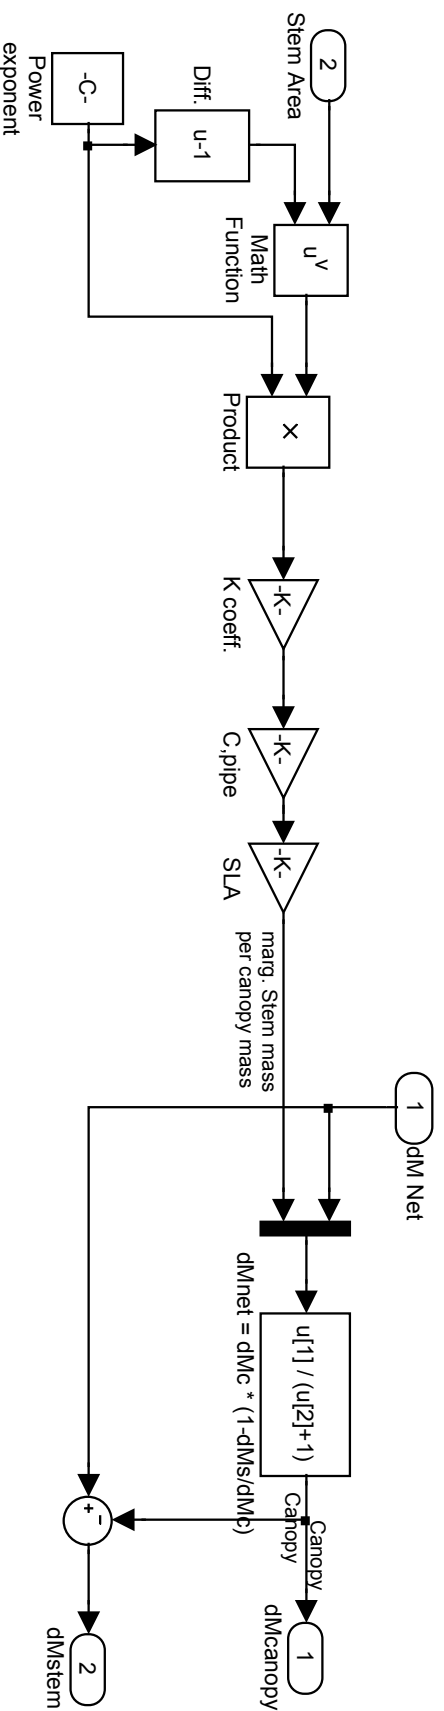 2
Stem Area
-C-
Power
exponent
u-1
Diff.
u
v
Math
Function
×
Product
-K-
K coeff.
-K-
C,pipe
-K-
SLA
marg. Stem mass
per canopy mass
1
dM Net
u[1] / (u[2]+1)
dMnet = dMc * (1-dMs/dMc)
Canopy
Canopy
1
dMcanopy
+
-
2
dMstem